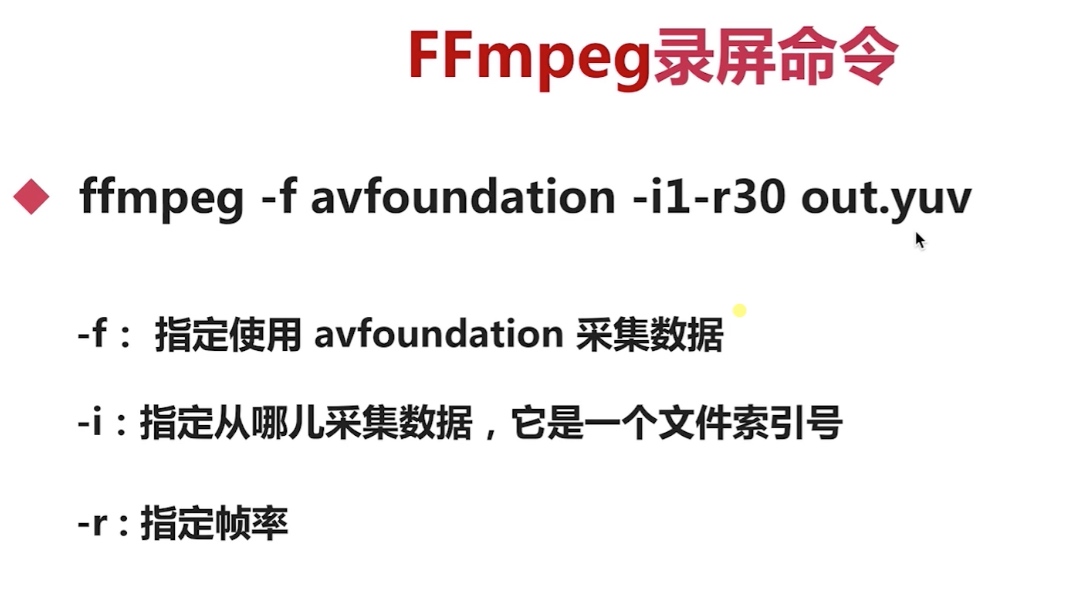 FFmpeg录屏命令
ffmpeg -f avfoundation -i1-r30 out.yuv
-f： 指定使用 avfoundation 采集数据
-i：指定从哪儿采集数据，它是一个文件索引号
-r：指定帧率